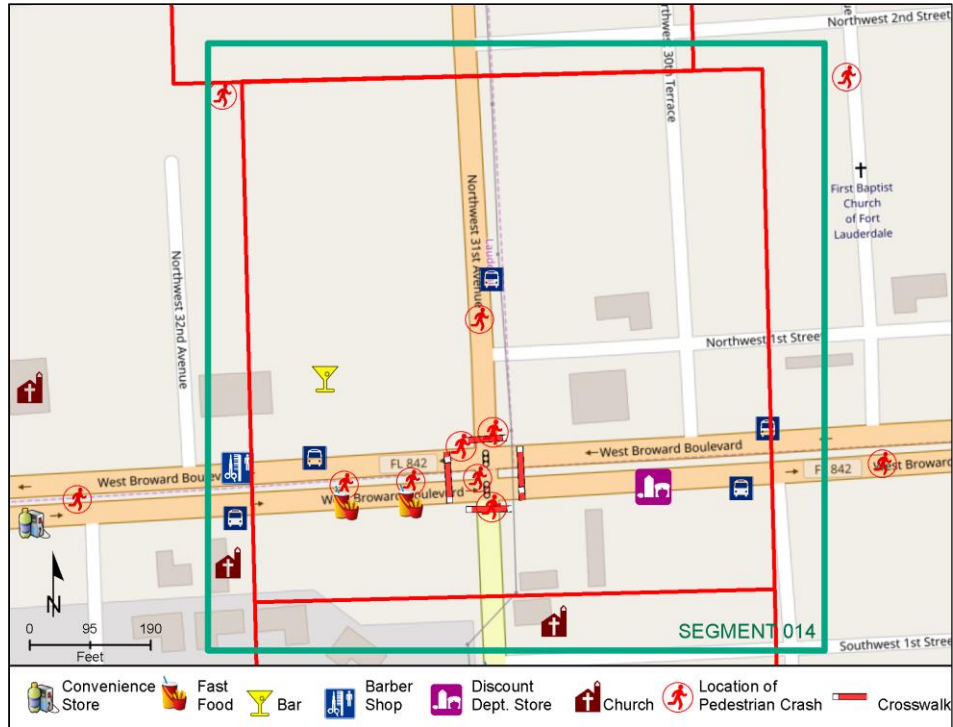 Northwest 2nd Street
Northwest 30th Terrace
Northwest 31st Avenue
Northwest 32nd Avenue
First Baptist
Church
of Fort
Lauderdale
Northwest 1st Street
West Broward Boulevard
FL 842
West Broward
West Broward Boulevard
FL 842
West Broward
SEGMENT 014
Southwest 1st Stree
N
0 95 190
Feet
Convenience
Store
Fast
Food
Bar
Barber
Shop
Discount
Dept. Store
Church
Location of
Pedestrian Crash
Crosswalk